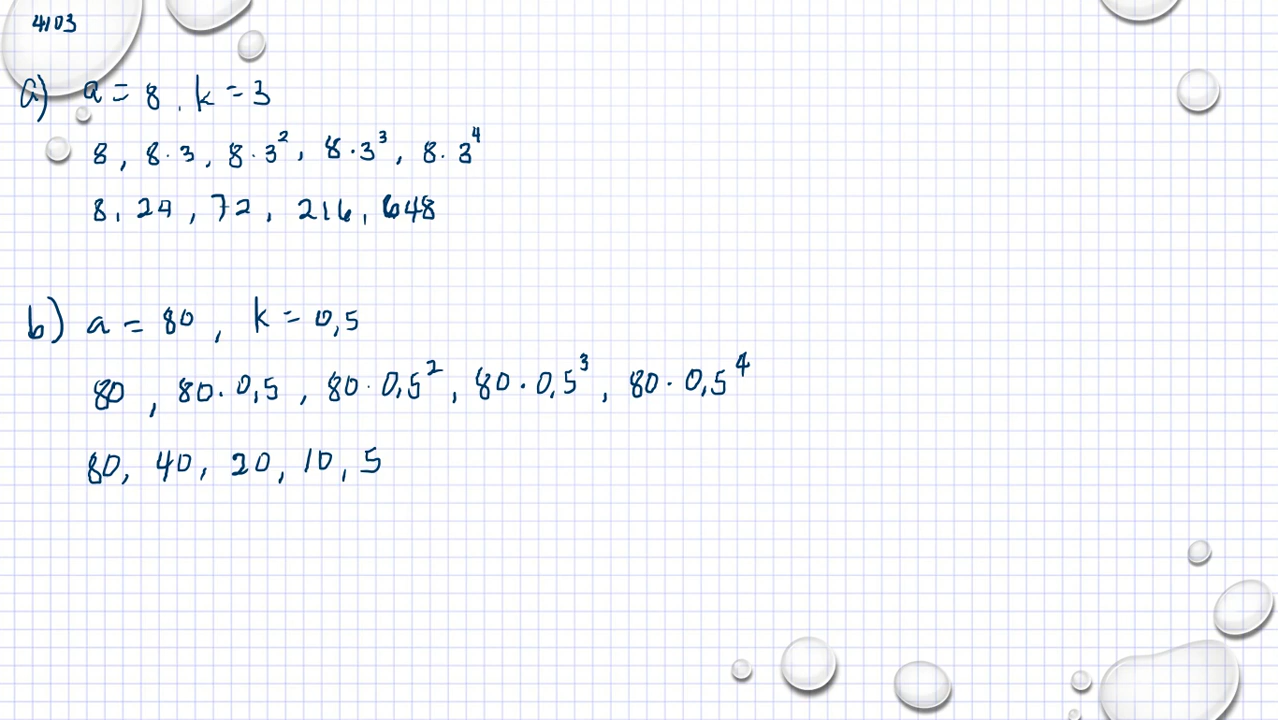 4103
a) a = 8, k = 3
8, 8·3, 8·3², 8·3³, 8·3⁴
8, 24, 72, 216, 648
b) a = 80, k = 0,5
80, 80·0,5, 80·0,5², 80·0,5³, 80·0,5⁴
80, 40, 20, 10, 5